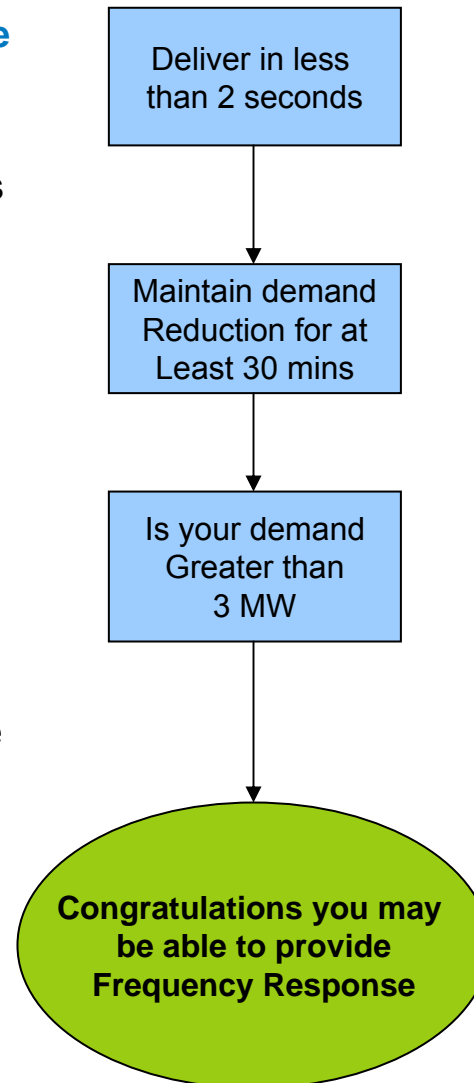 e
Deliver in less
than 2 seconds
s
Maintain demand
Reduction for at
Least 30 mins
Is your demand
Greater than
3 MW
e
Congratulations you may
be able to provide
Frequency Response